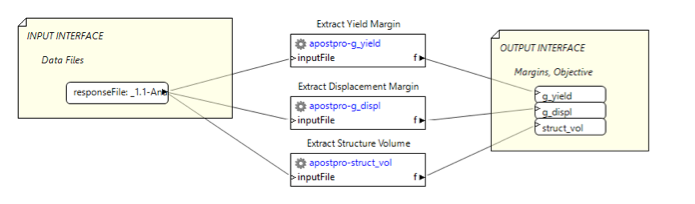 Extract Yield Margin
INPUT INTERFACE
Data Files
responseFile: _1.1-An
apostpro-g_yield
inputFile f
Extract Displacement Margin
apostpro-g_displ
inputFile f
Extract Structure Volume
apostpro-struct_vol
inputFile f
OUTPUT INTERFACE
Margins, Objective
g_yield
g_displ
struct_vol